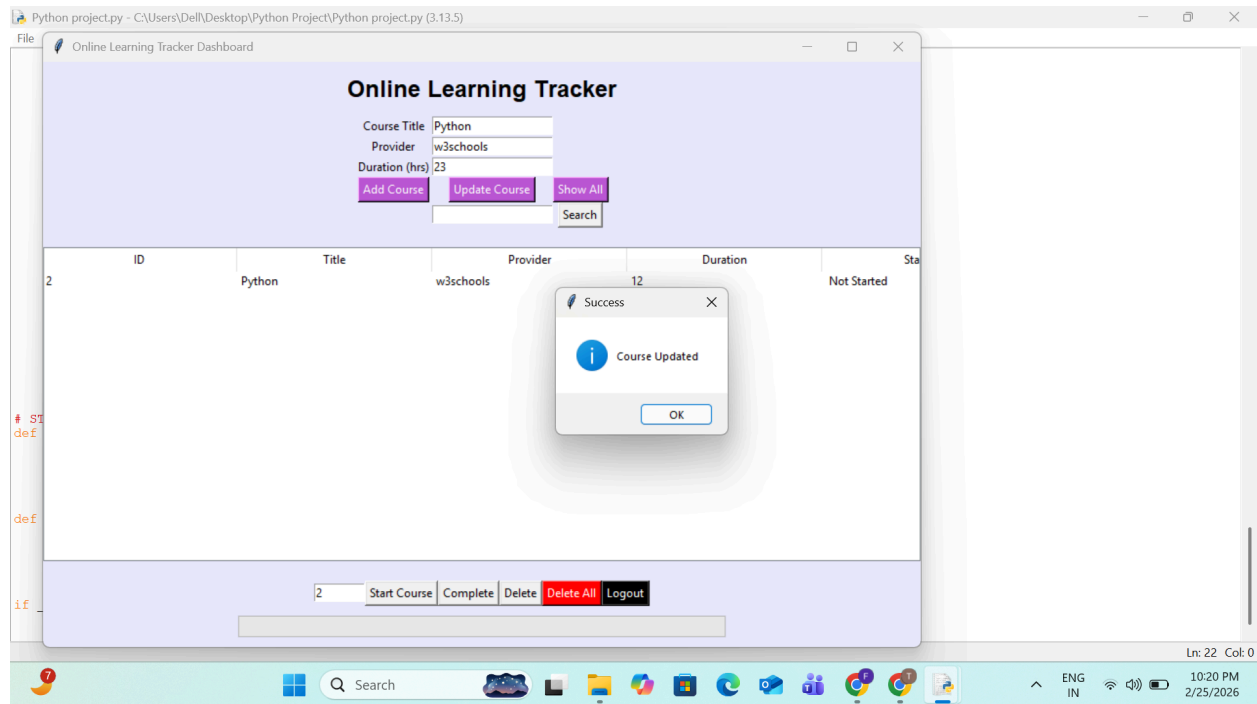 Python project.py - C:\Users\Dell\Desktop\Python Project\Python project.py (3.13.5)
File
Online Learning Tracker Dashboard
Online Learning Tracker
Course Title Python
Provider w3schools
Duration (hrs) 23
Add Course Update Course Show All
Search
ID Title Provider Duration Sta
2 Python w3schools 12 Not Started
Success
Course Updated
OK
# ST
def
def
if _
2 Start Course Complete Delete Delete All Logout
Ln: 22 Col: 0
7 Search F T ENG 10:20 PM
IN 2/25/2026